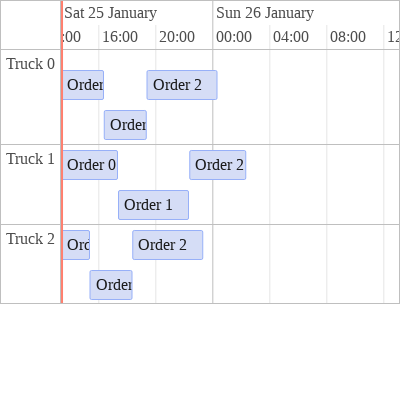 Sat 25 January Sun 26 January
:00 16:00 20:00 00:00 04:00 08:00 12
Truck 0
Order Order 2
Order
Truck 1
Order 0 Order 2
Order 1
Truck 2
Ord Order 2
Order